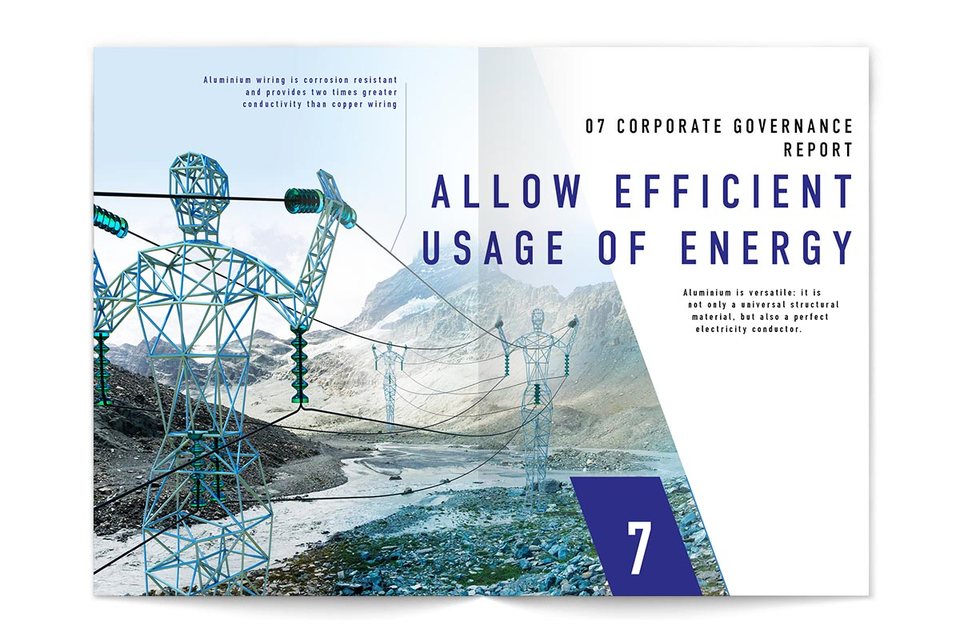 Aluminium wiring is corrosion resistant
and provides two times greater
conductivity than copper wiring
07 CORPORATE GOVERNANCE
REPORT
ALLOW EFFICIENT
USAGE OF ENERGY
Aluminium is versatile: it is
not only a universal structural
material, but also a perfect
electricity conductor.
7